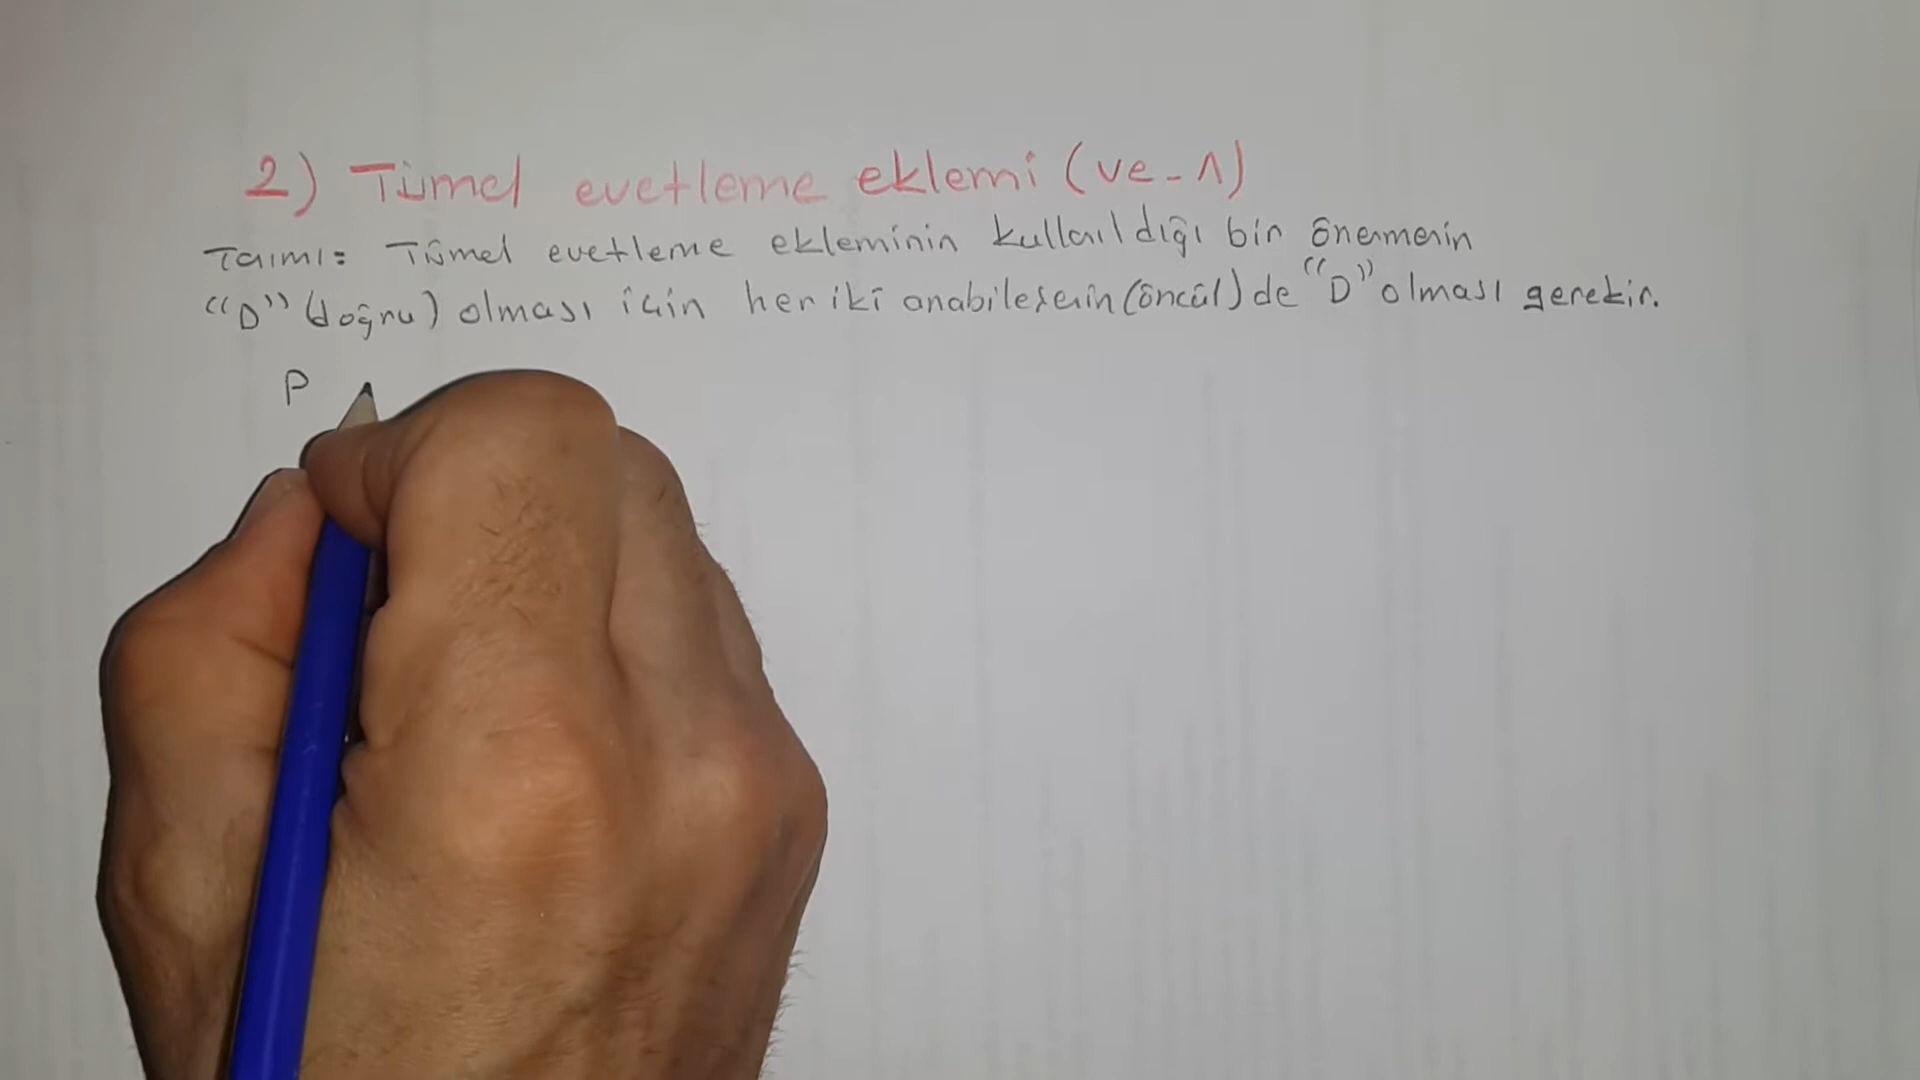 2) Tümel evetleme eklemi (ve-Λ)
Tanımı: Tümel evetleme ekleminin kullanıldığı bir önermenin
"D" (doğru) olması için her iki anabileşenin (öncül) de "D" olması gerekir.
P